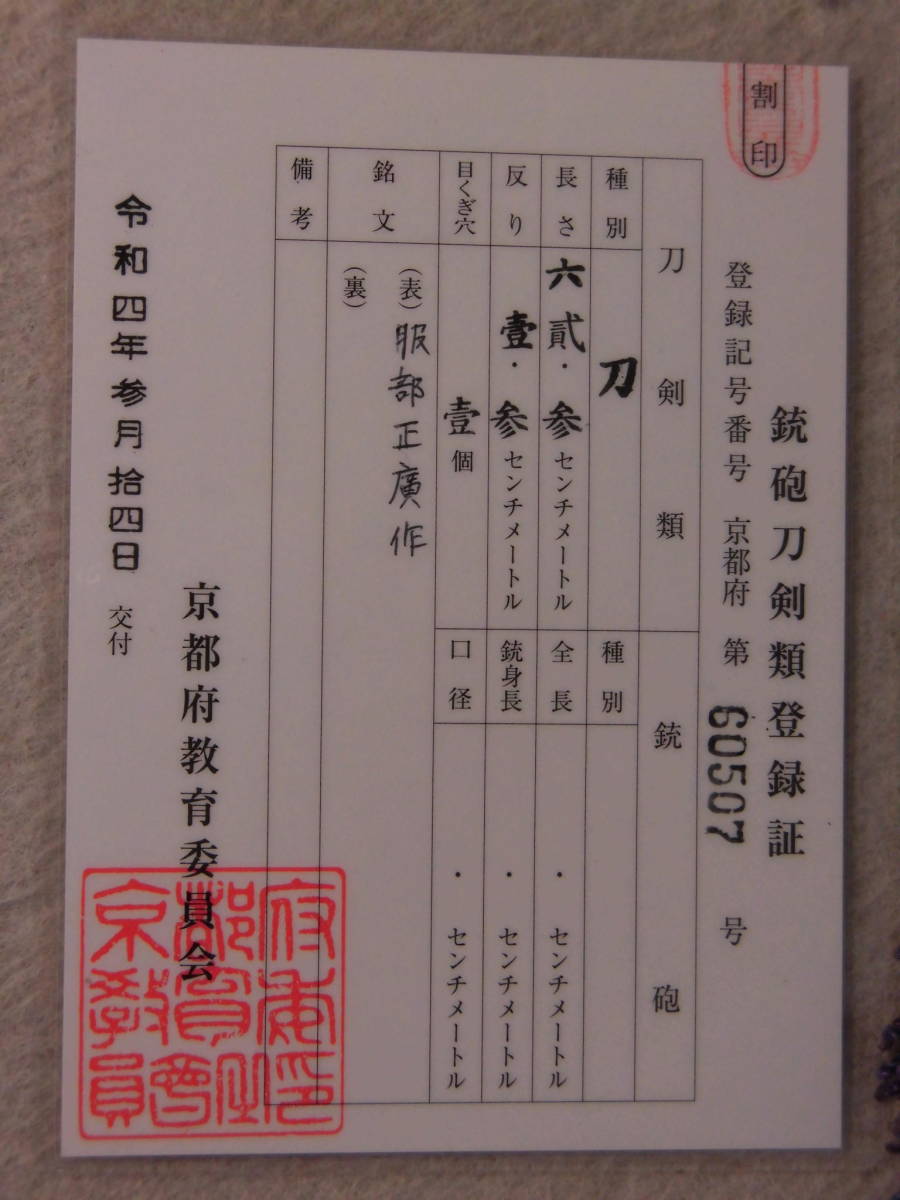 割印
銃砲刀剣類登録証
登録記号番号 京都府 第 60507 号
刀剣類
種別 刀
長さ 六貳・参センチメートル
反り 壹・参センチメートル
目くぎ穴 壹個
銘文
(表) 服部正廣作
(裏)
備考
銃砲
種別
全長 ・センチメートル
銃身長 ・センチメートル
口径 ・センチメートル
京都府教育委員会
令和四年参月拾四日 交付